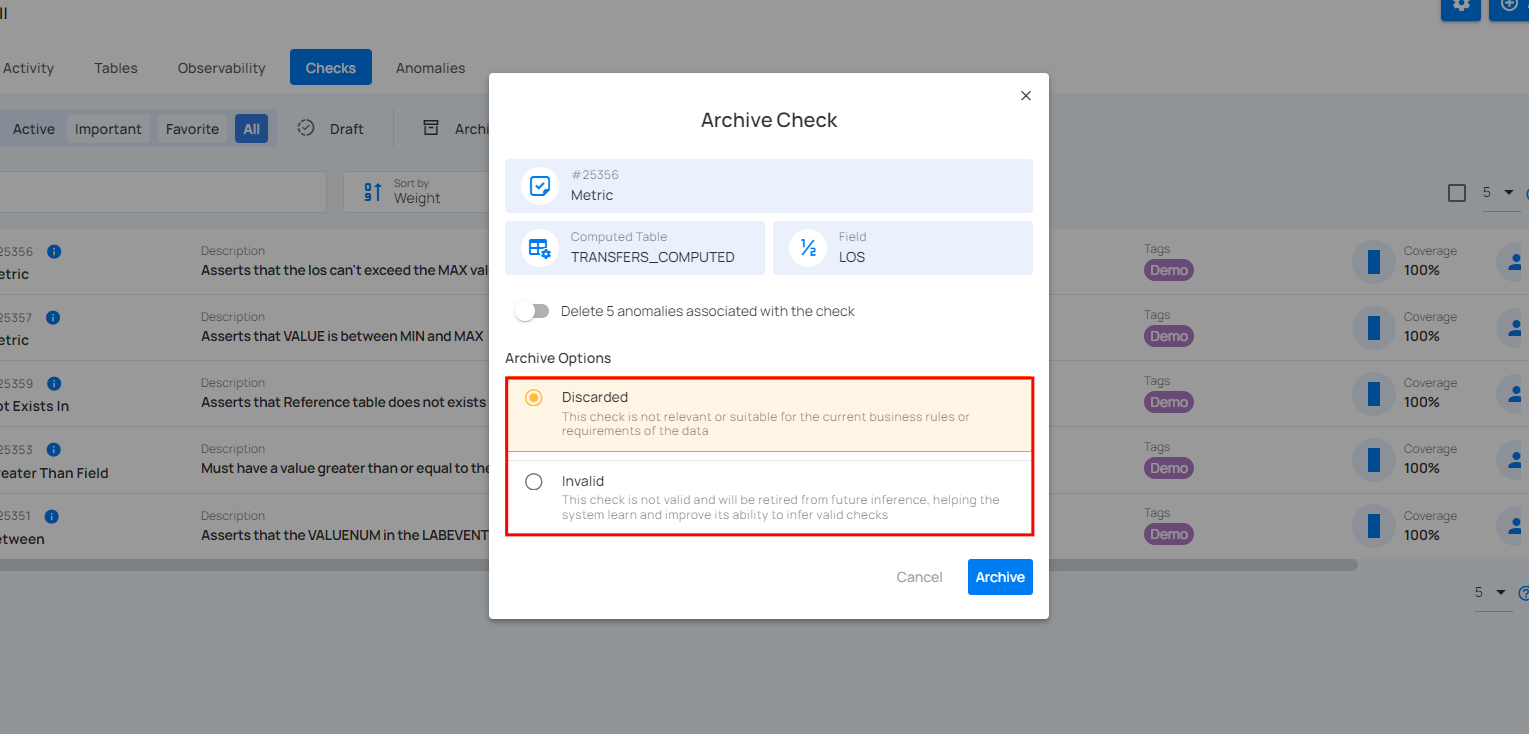 ll
Activity
Tables
Observability
Checks
Anomalies
Active
Important
Favorite
All
Draft
Archi
Sort by
Weight
5
25356
etric
Description
Asserts that the los can't exceed the MAX val
Tags
Demo
Coverage
100%
25357
etric
Description
Asserts that VALUE is between MIN and MAX
Tags
Demo
Coverage
100%
25359
ot Exists In
Description
Asserts that Reference table does not exists
Tags
Demo
Coverage
100%
25353
reater Than Field
Description
Must have a value greater than or equal to the
Tags
Demo
Coverage
100%
25351
etween
Description
Asserts that the VALUENUM in the LABEVENT
Tags
Demo
Coverage
100%
5
Archive Check
#25356
Metric
Computed Table
TRANSFERS_COMPUTED
½
Field
LOS
Delete 5 anomalies associated with the check
Archive Options
Discarded
This check is not relevant or suitable for the current business rules or
requirements of the data
Invalid
This check is not valid and will be retired from future inference, helping the
system learn and improve its ability to infer valid checks
Cancel
Archive